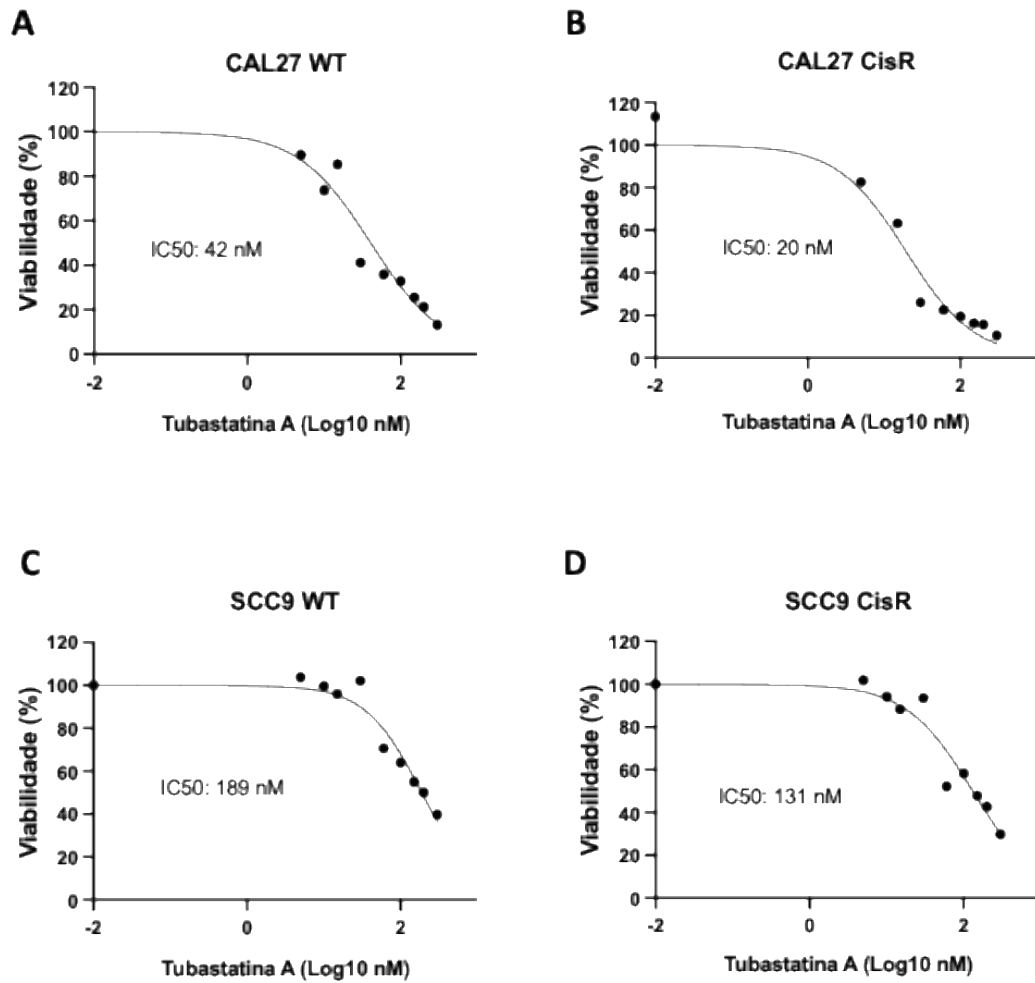 A
CAL27 WT
120
100
80
60
40
20
0
Viabilidade (%)
IC50: 42 nM
-2
0
2
Tubastatina A (Log10 nM)
B
CAL27 CisR
120
100
80
60
40
20
0
Viabilidade (%)
IC50: 20 nM
-2
0
2
Tubastatina A (Log10 nM)
C
SCC9 WT
120
100
80
60
40
20
0
Viabilidade (%)
IC50: 189 nM
-2
0
2
Tubastatina A (Log10 nM)
D
SCC9 CisR
120
100
80
60
40
20
0
Viabilidade (%)
IC50: 131 nM
-2
0
2
Tubastatina A (Log10 nM)